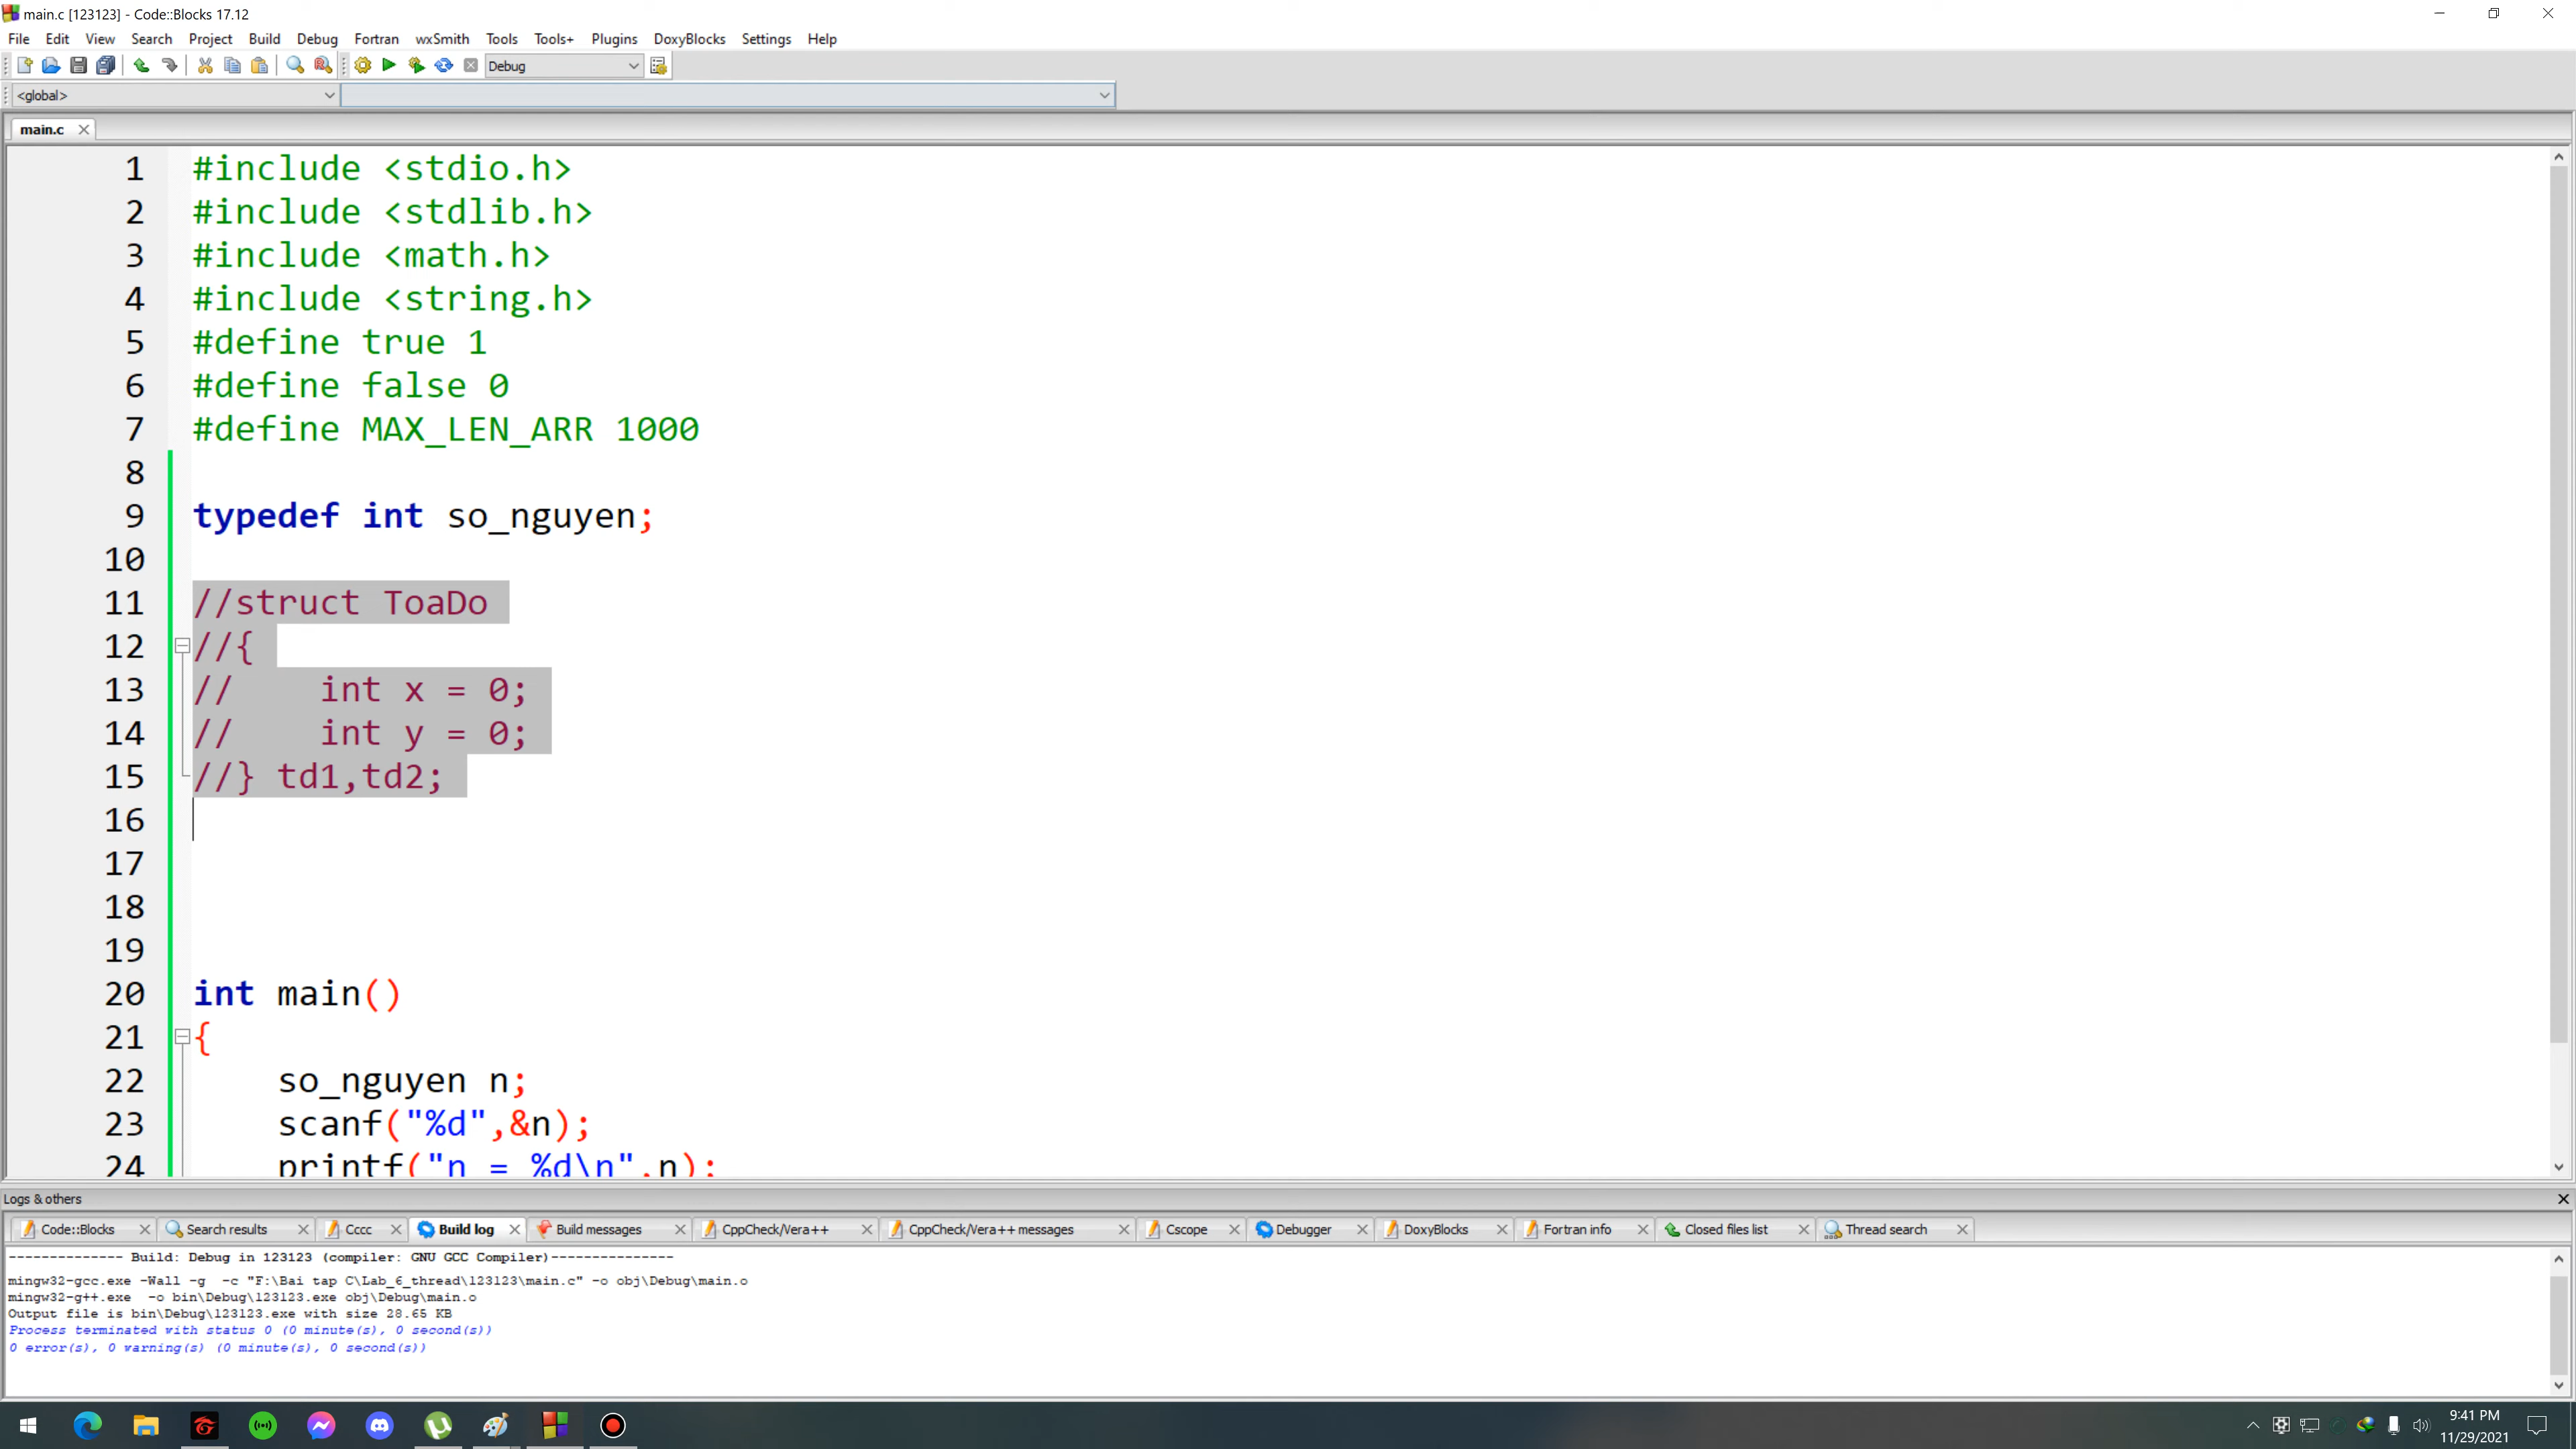 main.c [123123] - Code::Blocks 17.12
File Edit View Search Project Build Debug Fortran wxSmith Tools Tools+ Plugins DoxyBlocks Settings Help
Debug
<global>
main.c
1 #include <stdio.h>
2 #include <stdlib.h>
3 #include <math.h>
4 #include <string.h>
5 #define true 1
6 #define false 0
7 #define MAX_LEN_ARR 1000
8
9 typedef int so_nguyen;
10
11 //struct ToaDo
12 //{
13 //    int x = 0;
14 //    int y = 0;
15 //} td1,td2;
16
17
18
19
20 int main()
21 {
22     so_nguyen n;
23     scanf("%d",&n);
24     printf("n = %d\n",n);
Logs & others
Code::Blocks Search results Cccc Build log Build messages CppCheck/Vera++ CppCheck/Vera++ messages Cscope Debugger DoxyBlocks Fortran info Closed files list Thread search
-------------- Build: Debug in 123123 (compiler: GNU GCC Compiler)---------------
mingw32-gcc.exe -Wall -g  -c "F:\Bai tap C\Lab_6_thread\123123\main.c" -o obj\Debug\main.o
mingw32-g++.exe  -o bin\Debug\123123.exe obj\Debug\main.o
Output file is bin\Debug\123123.exe with size 28.65 KB
Process terminated with status 0 (0 minute(s), 0 second(s))
0 error(s), 0 warning(s) (0 minute(s), 0 second(s))
9:41 PM
11/29/2021